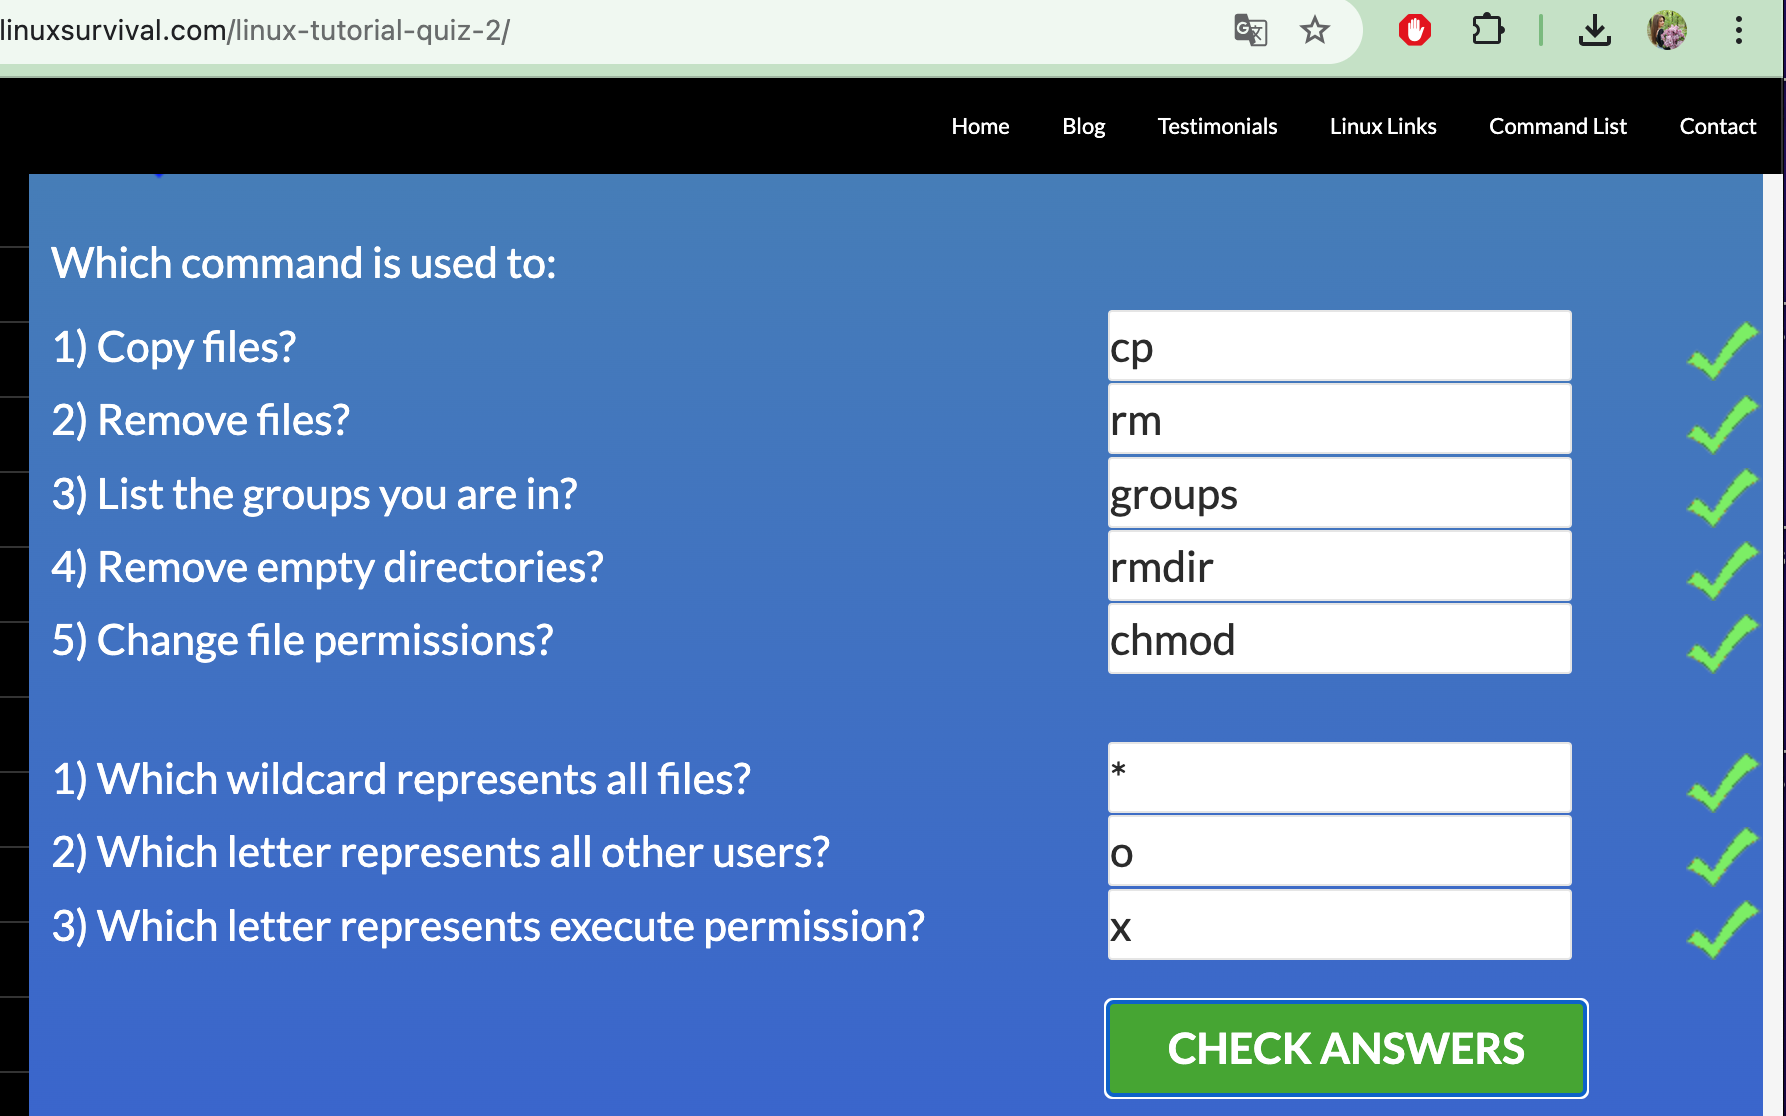 linuxsurvival.com/linux-tutorial-quiz-2/
Home Blog Testimonials Linux Links Command List Contact
Which command is used to:
1) Copy files? cp
2) Remove files? rm
3) List the groups you are in? groups
4) Remove empty directories? rmdir
5) Change file permissions? chmod
1) Which wildcard represents all files? *
2) Which letter represents all other users? o
3) Which letter represents execute permission? x
CHECK ANSWERS